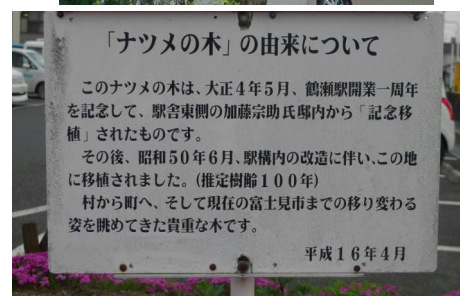 「ナツメの木」の由来について
このナツメの木は、大正4年5月、鶴瀬駅開業一周年
を記念して、駅舎東側の加藤宗助氏邸内から「記念移
植」されたものです。
その後、昭和50年6月、駅構内の改造に伴い、この地
に移植されました。(推定樹齢100年)
村から町へ、そして現在の富士見市までの移り変わる
姿を眺めてきた貴重な木です。
平成16年4月